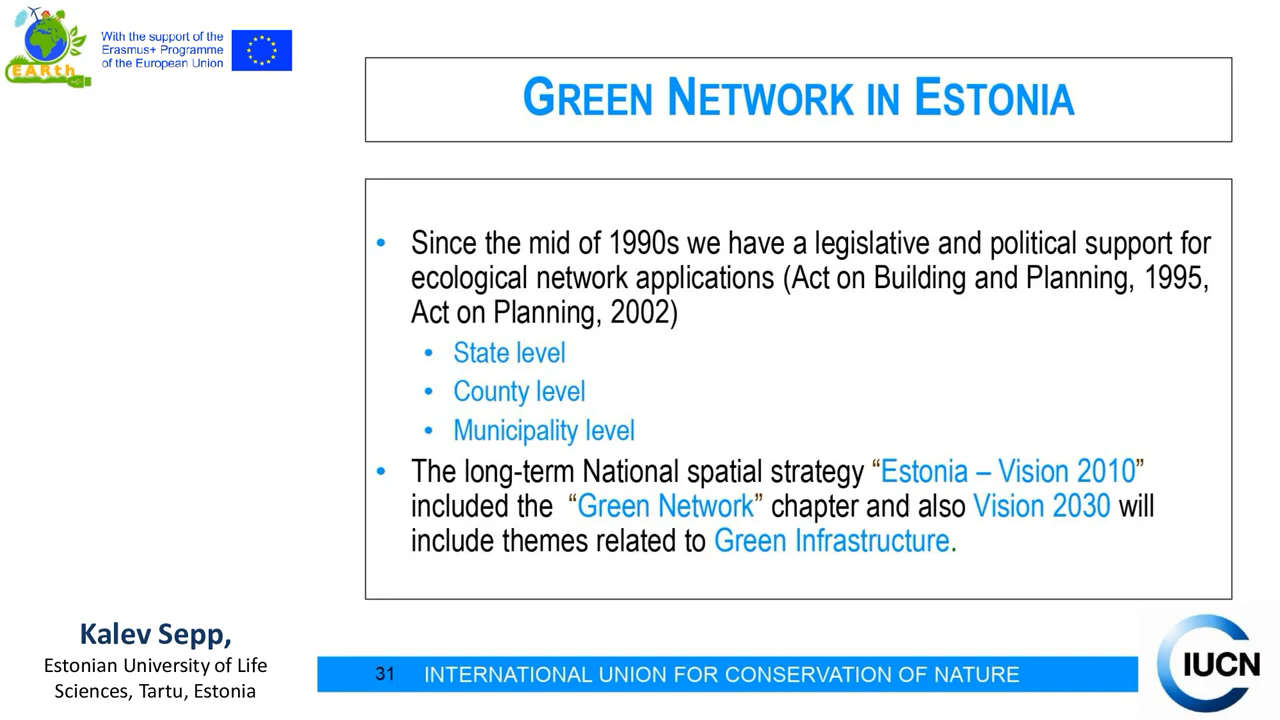 EARth
With the support of the
Erasmus+ Programme
of the European Union
GREEN NETWORK IN ESTONIA
• Since the mid of 1990s we have a legislative and political support for
ecological network applications (Act on Building and Planning, 1995,
Act on Planning, 2002)
• State level
• County level
• Municipality level
• The long-term National spatial strategy “Estonia – Vision 2010”
included the “Green Network” chapter and also Vision 2030 will
include themes related to Green Infrastructure.
Kalev Sepp,
Estonian University of Life
Sciences, Tartu, Estonia
31 INTERNATIONAL UNION FOR CONSERVATION OF NATURE
IUCN